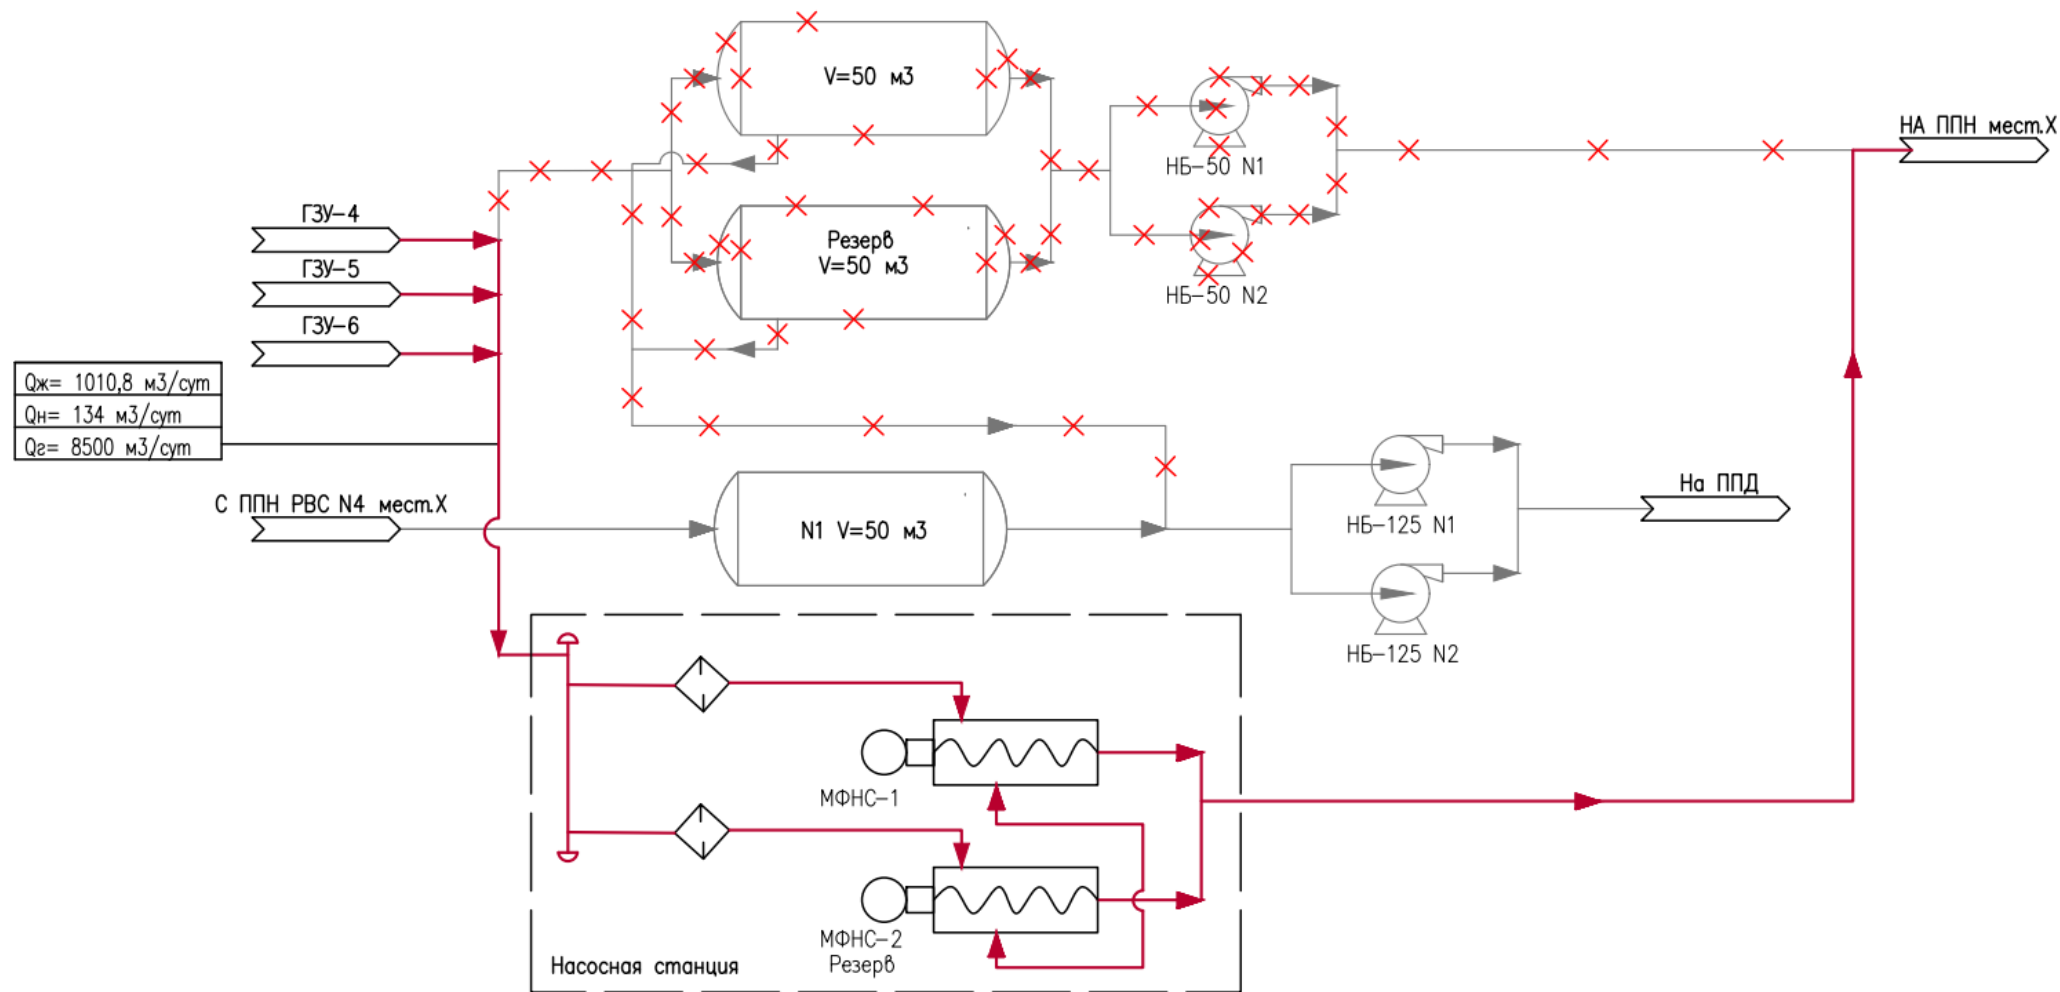 V=50 м3
НА ППН мест.Х
НБ-50 N1
ГЗУ-4
Резерв
V=50 м3
ГЗУ-5
НБ-50 N2
ГЗУ-6
Qж= 1010,8 м3/сут
Qн= 134 м3/сут
Qг= 8500 м3/сут
С ППН РВС N4 мест.Х
N1 V=50 м3
НБ-125 N1
На ППД
НБ-125 N2
МФНС-1
МФНС-2
Резерв
Насосная станция